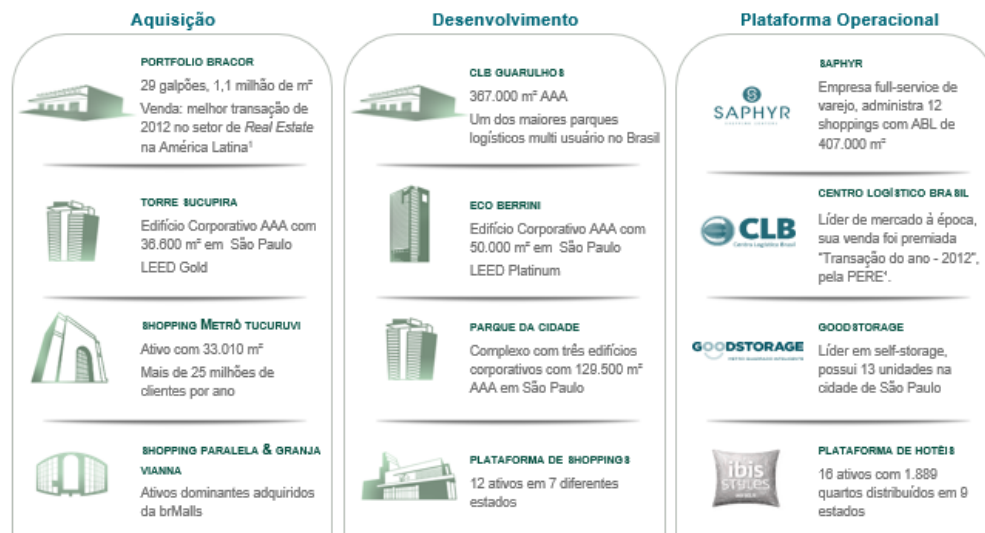 Aquisição
PORTFOLIO BRACOR
29 galpões, 1,1 milhão de m²
Venda: melhor transação de
2012 no setor de Real Estate
na América Latina¹
TORRE SUCUPIRA
Edifício Corporativo AAA com
36.600 m² em São Paulo
LEED Gold
SHOPPING METRÔ TUCURUVI
Ativo com 33.010 m²
Mais de 25 milhões de
clientes por ano
SHOPPING PARALELA & GRANJA
VIANNA
Ativos dominantes adquiridos
da brMalls
Desenvolvimento
CLB GUARULHOS
367.000 m² AAA
Um dos maiores parques
logísticos multi usuário no Brasil
ECO BERRINI
Edifício Corporativo AAA com
50.000 m² em São Paulo
LEED Platinum
PARQUE DA CIDADE
Complexo com três edifícios
corporativos com 129.500 m²
AAA em São Paulo
PLATAFORMA DE SHOPPINGS
12 ativos em 7 diferentes
estados
Plataforma Operacional
SAPHYR
SAPHYR
Empresa full-service de
varejo, administra 12
shoppings com ABL de
407.000 m²
CLB
Centro Logístico Brasil
CENTRO LOGÍSTICO BRASIL
Líder de mercado à época,
sua venda foi premiada
"Transação do ano - 2012",
pela PERE⁴.
GOODSTORAGE
GOODSTORAGE
Líder em self-storage,
possui 13 unidades na
cidade de São Paulo
ibis
STYLES
HOTELS
PLATAFORMA DE HOTÉIS
16 ativos com 1.889
quartos distribuídos em 9
estados